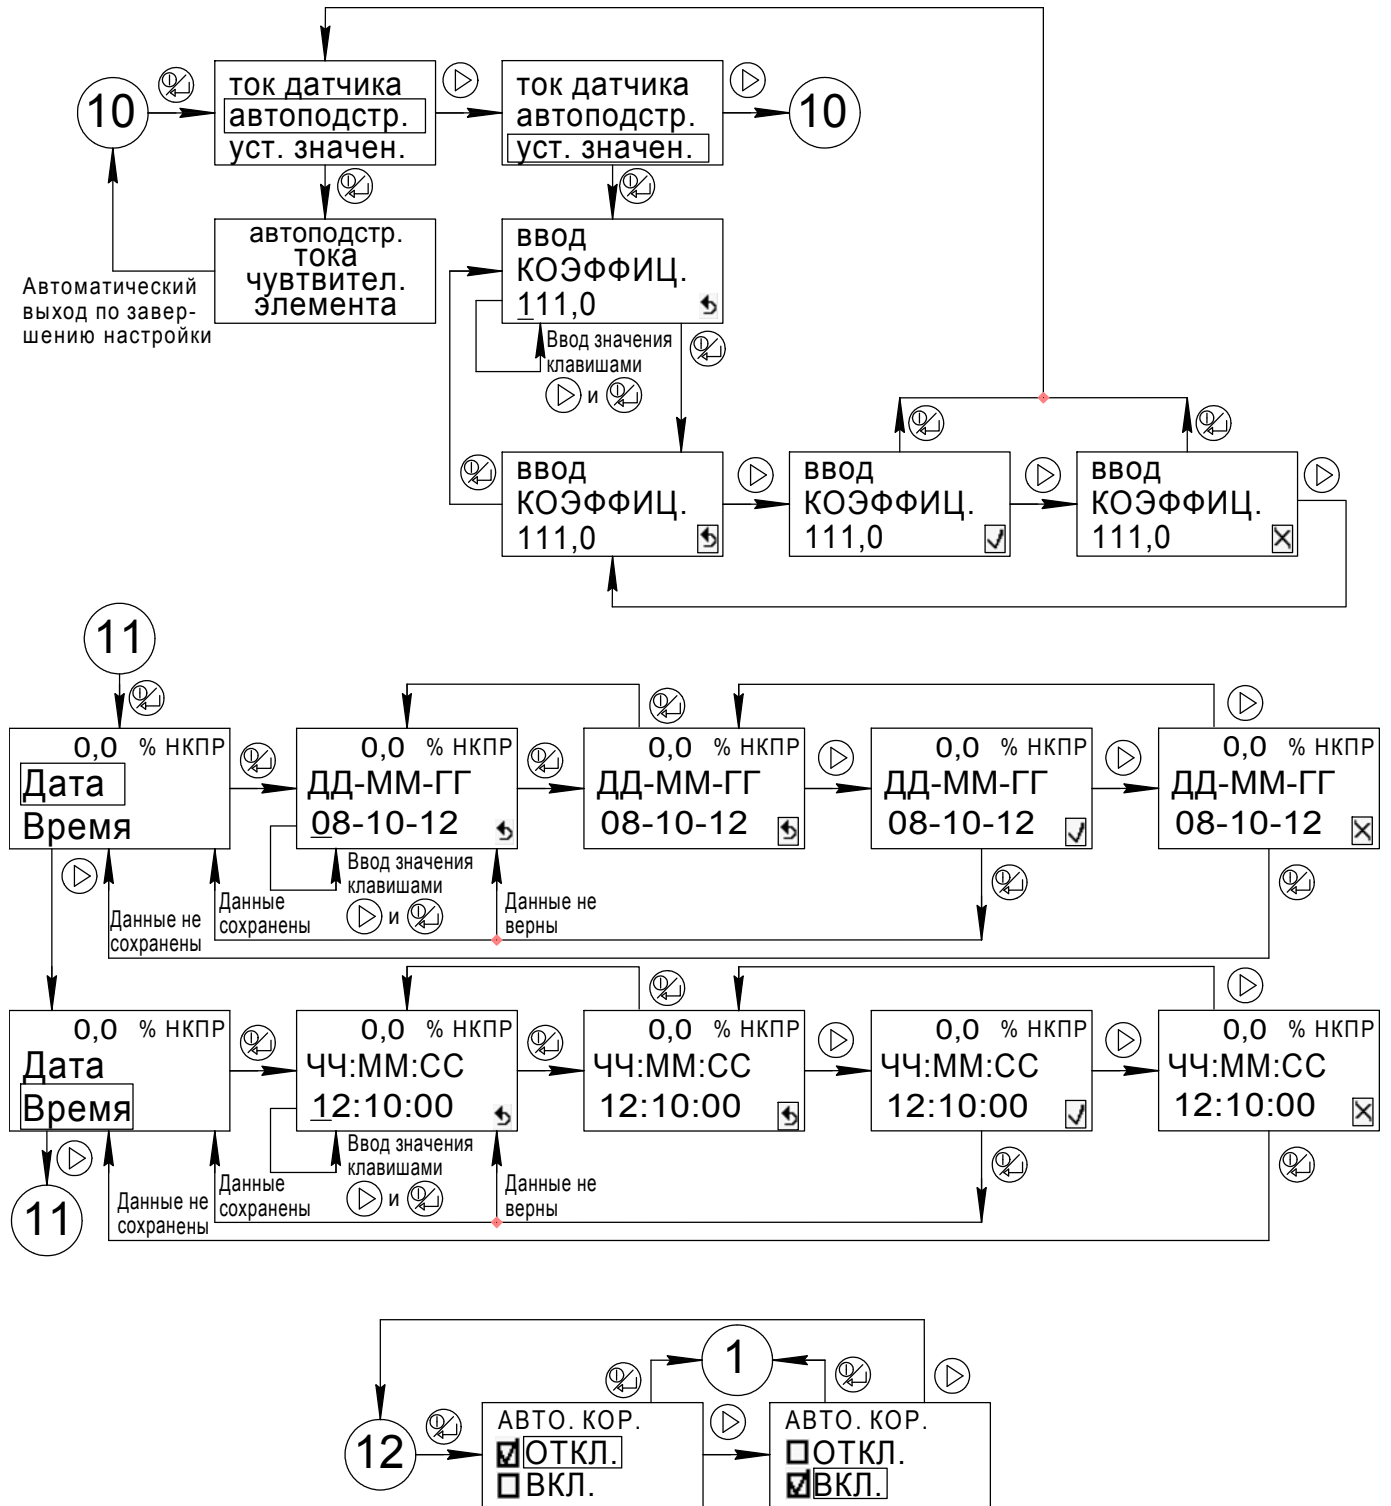 10
ток датчика
автоподстр.
уст. значен.
ток датчика
автоподстр.
уст. значен.
10
автоподстр.
тока
чувтвител.
элемента
Автоматический
выход по завер-
шению настройки
ввод
КОЭФФИЦ.
111,0
Ввод значения
клавишами
и
ввод
КОЭФФИЦ.
111,0
ввод
КОЭФФИЦ.
111,0
ввод
КОЭФФИЦ.
111,0
11
0,0 % НКПР
Дата
Время
0,0 % НКПР
ДД-ММ-ГГ
08-10-12
0,0 % НКПР
ДД-ММ-ГГ
08-10-12
0,0 % НКПР
ДД-ММ-ГГ
08-10-12
0,0 % НКПР
ДД-ММ-ГГ
08-10-12
Данные не
сохранены
Данные
сохранены
Ввод значения
клавишами
и
Данные не
верны
0,0 % НКПР
Дата
Время
0,0 % НКПР
ЧЧ:ММ:СС
12:10:00
0,0 % НКПР
ЧЧ:ММ:СС
12:10:00
0,0 % НКПР
ЧЧ:ММ:СС
12:10:00
0,0 % НКПР
ЧЧ:ММ:СС
12:10:00
11
Данные не
сохранены
Данные
сохранены
Ввод значения
клавишами
и
Данные не
верны
1
12
АВТО. КОР.
ОТКЛ.
ВКЛ.
АВТО. КОР.
ОТКЛ.
ВКЛ.